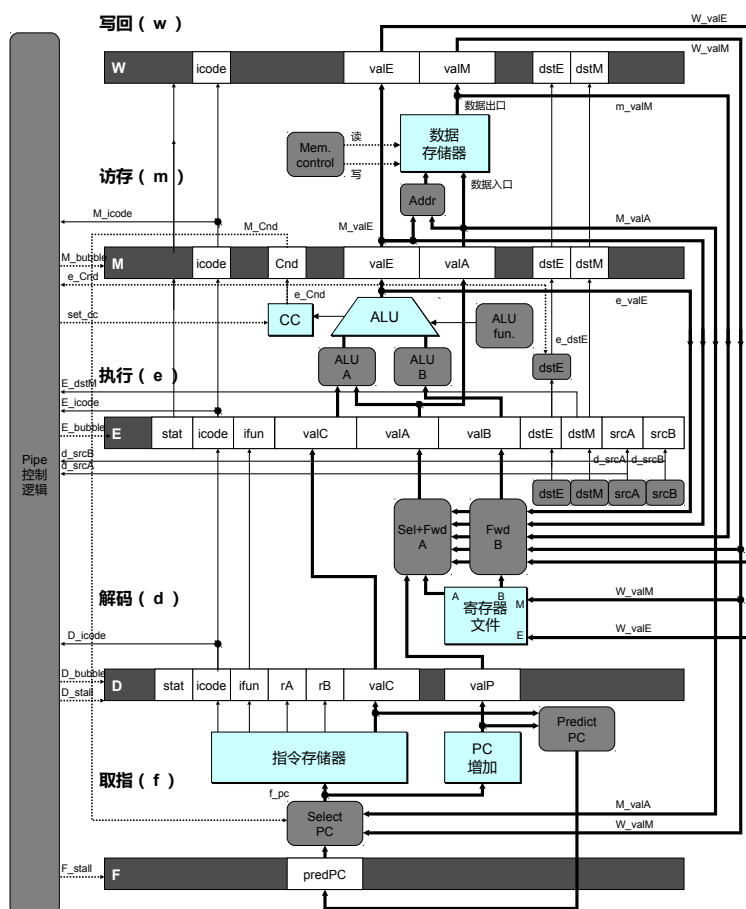 写回 ( w )
W_valE
W_valM
W
icode
valE
valM
dstE
dstM
数据出口
m_valM
Mem.
control
读
写
数据
存储器
访存 ( m )
数据入口
Addr
M_icode
M_Cnd
M_valE
M_valA
M_bubble
M
icode
Cnd
valE
valA
dstE
dstM
e_Cnd
e_Cnd
e_valE
set_cc
CC
ALU
ALU
fun.
e_dstE
ALU
A
ALU
B
dstE
执行 ( e )
E_dstM
E_icode
E_bubble
E
stat
icode
ifun
valC
valA
valB
dstE
dstM
srcA
srcB
Pipe
控制
逻辑
d_srcB
d_srcA
d_srcA
d_srcB
dstE
dstM
srcA
srcB
Sel+Fwd
A
Fwd
B
解码 ( d )
A
B
M
E
寄存器
文件
W_valM
W_valE
D_icode
D_bubble
D_stall
D
stat
icode
ifun
rA
rB
valC
valP
指令存储器
PC
增加
Predict
PC
取指 ( f )
f_pc
Select
PC
M_valA
W_valM
F_stall
F
predPC